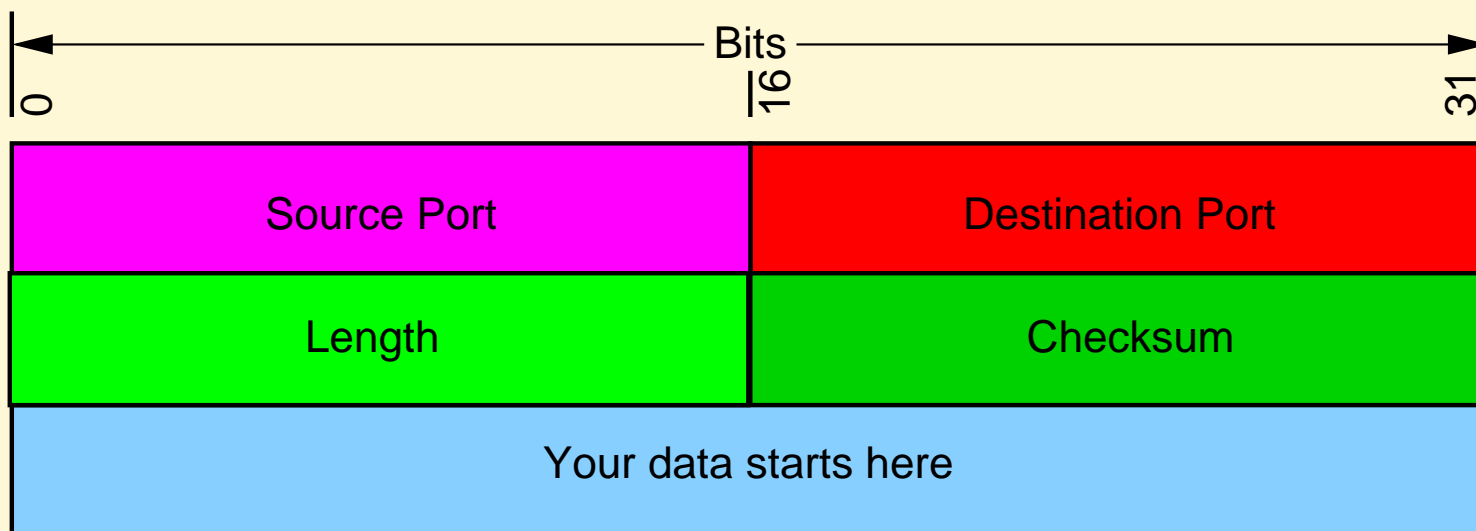 Bits
0 16 31
Source Port Destination Port
Length Checksum
Your data starts here